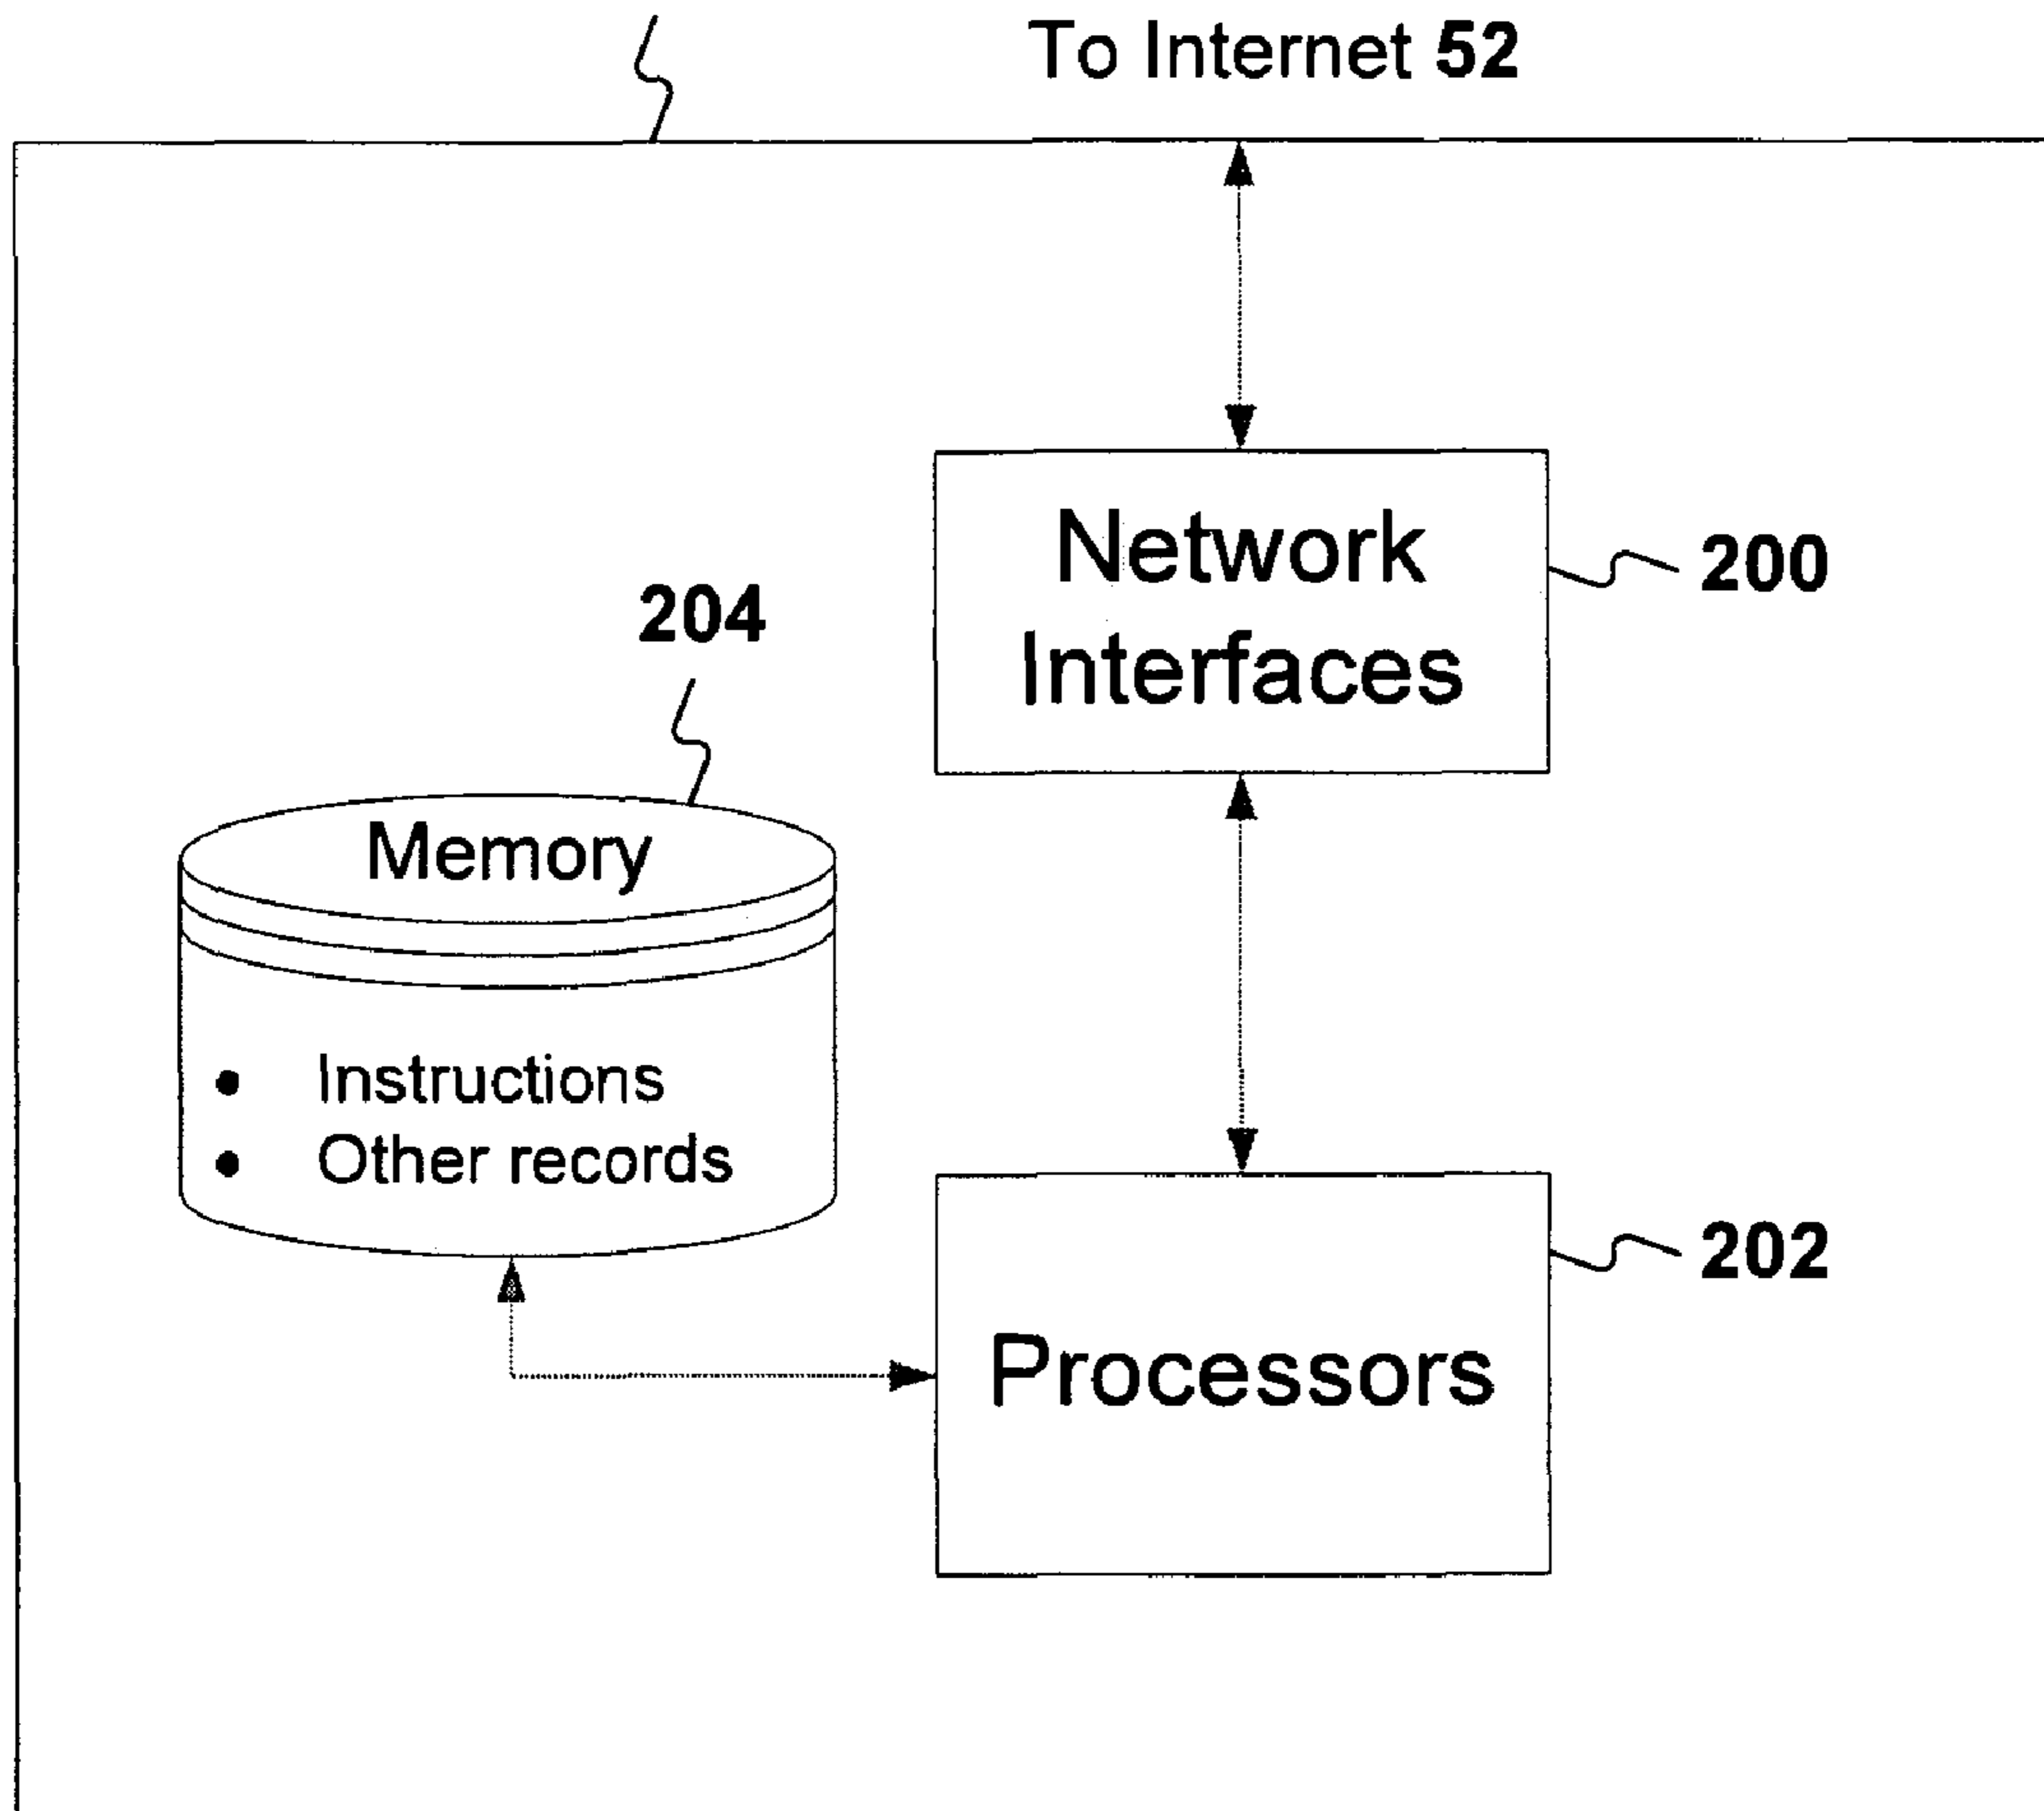 To Internet 52
Network
Interfaces
200
204
Memory
• Instructions
• Other records
202
Processors